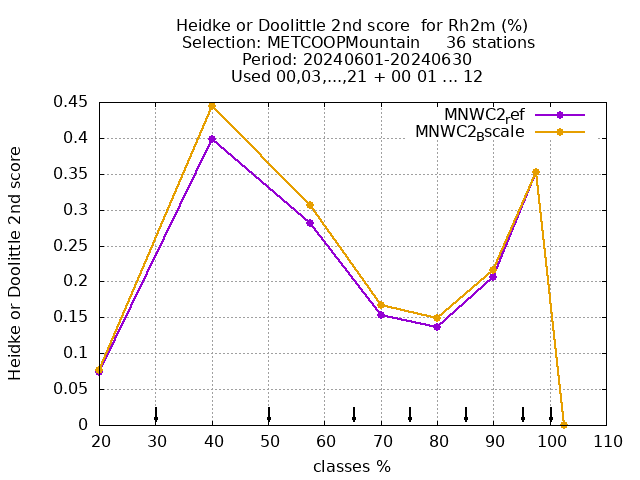 Heidke or Doolittle 2nd score  for Rh2m (%)
Selection: METCOOPMountain     36 stations
Period: 20240601-20240630
Used 00,03,...,21 + 00 01 ... 12
MNWC2_ref
MNWC2_Bscale
0.45
0.4
0.35
0.3
0.25
0.2
0.15
0.1
0.05
0
Heidke or Doolittle 2nd score
20 30 40 50 60 70 80 90 100 110
classes %